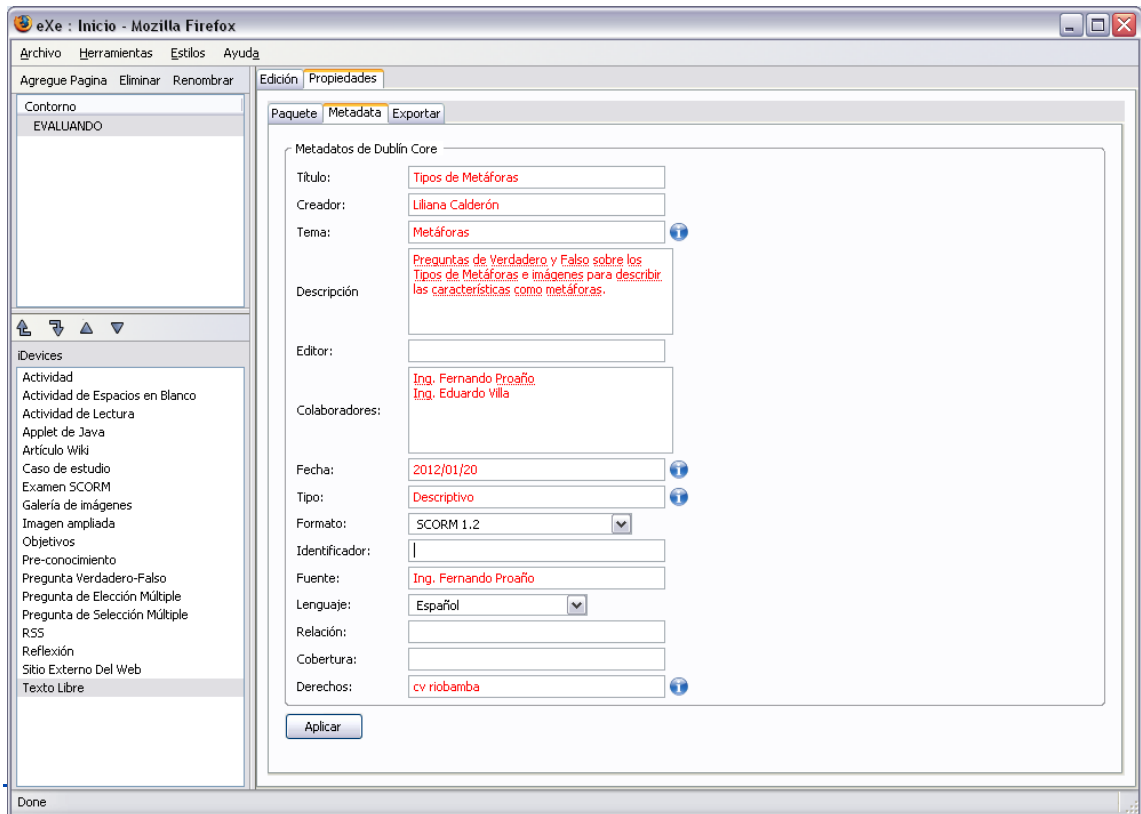 eXe : Inicio - Mozilla Firefox
Archivo Herramientas Estilos Ayuda
Agregue Pagina Eliminar Renombrar
Contorno
EVALUANDO
iDevices
Actividad
Actividad de Espacios en Blanco
Actividad de Lectura
Applet de Java
Artículo Wiki
Caso de estudio
Examen SCORM
Galería de imágenes
Imagen ampliada
Objetivos
Pre-conocimiento
Pregunta Verdadero-Falso
Pregunta de Elección Múltiple
Pregunta de Selección Múltiple
RSS
Reflexión
Sitio Externo Del Web
Texto Libre
Edición Propiedades
Paquete Metadata Exportar
Metadatos de Dublín Core
Título: Tipos de Metáforas
Creador: Liliana Calderón
Tema: Metáforas
Descripción
Preguntas de Verdadero y Falso sobre los
Tipos de Metáforas e imágenes para describir
las características como metáforas.
Editor:
Colaboradores:
Ing. Fernando Proaño
Ing. Eduardo Villa
Fecha: 2012/01/20
Tipo: Descriptivo
Formato: SCORM 1.2
Identificador:
Fuente: Ing. Fernando Proaño
Lenguaje: Español
Relación:
Cobertura:
Derechos: cv riobamba
Aplicar
Done